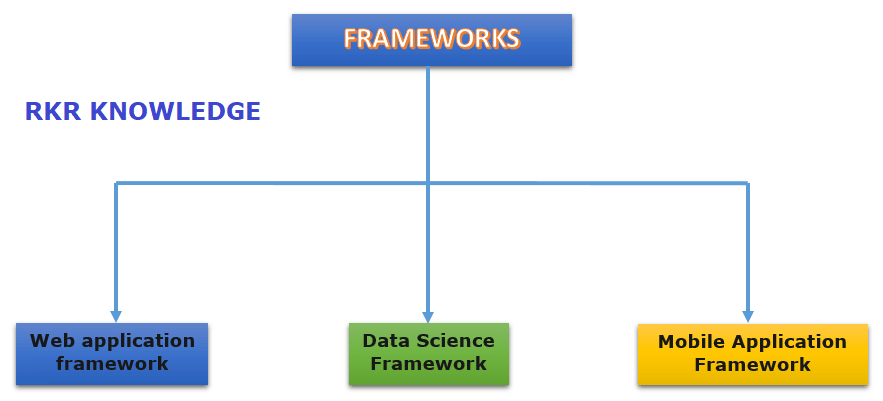 FRAMEWORKS
RKR KNOWLEDGE
Web application
framework
Data Science
Framework
Mobile Application
Framework